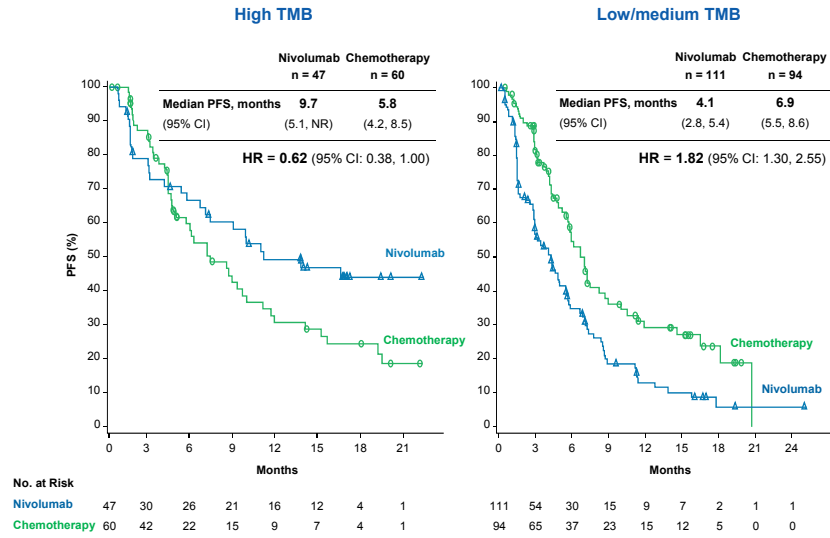 High TMB
Nivolumab Chemotherapy
n = 47 n = 60
Median PFS, months 9.7 5.8
(95% CI) (5.1, NR) (4.2, 8.5)
HR = 0.62 (95% CI: 0.38, 1.00)
100
90
80
70
60
50
40
30
20
10
0
PFS (%)
Nivolumab
Chemotherapy
0 3 6 9 12 15 18 21
Months
Low/medium TMB
Nivolumab Chemotherapy
n = 111 n = 94
Median PFS, months 4.1 6.9
(95% CI) (2.8, 5.4) (5.5, 8.6)
HR = 1.82 (95% CI: 1.30, 2.55)
100
90
80
70
60
50
40
30
20
10
0
Chemotherapy
Nivolumab
0 3 6 9 12 15 18 21 24
Months
No. at Risk
Nivolumab 47 30 26 21 16 12 4 1 111 54 30 15 9 7 2 1 1
Chemotherapy 60 42 22 15 9 7 4 1 94 65 37 23 15 12 5 0 0